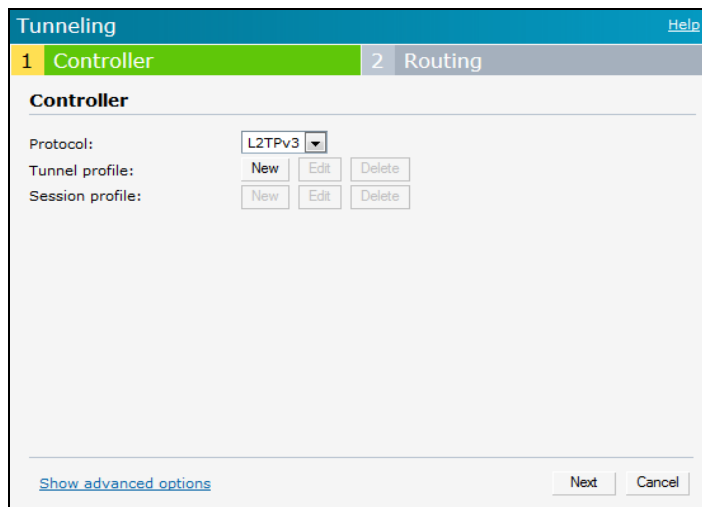 Tunneling Help
1 Controller 2 Routing
Controller
Protocol: L2TPv3
Tunnel profile: New Edit Delete
Session profile: New Edit Delete
Show advanced options Next Cancel